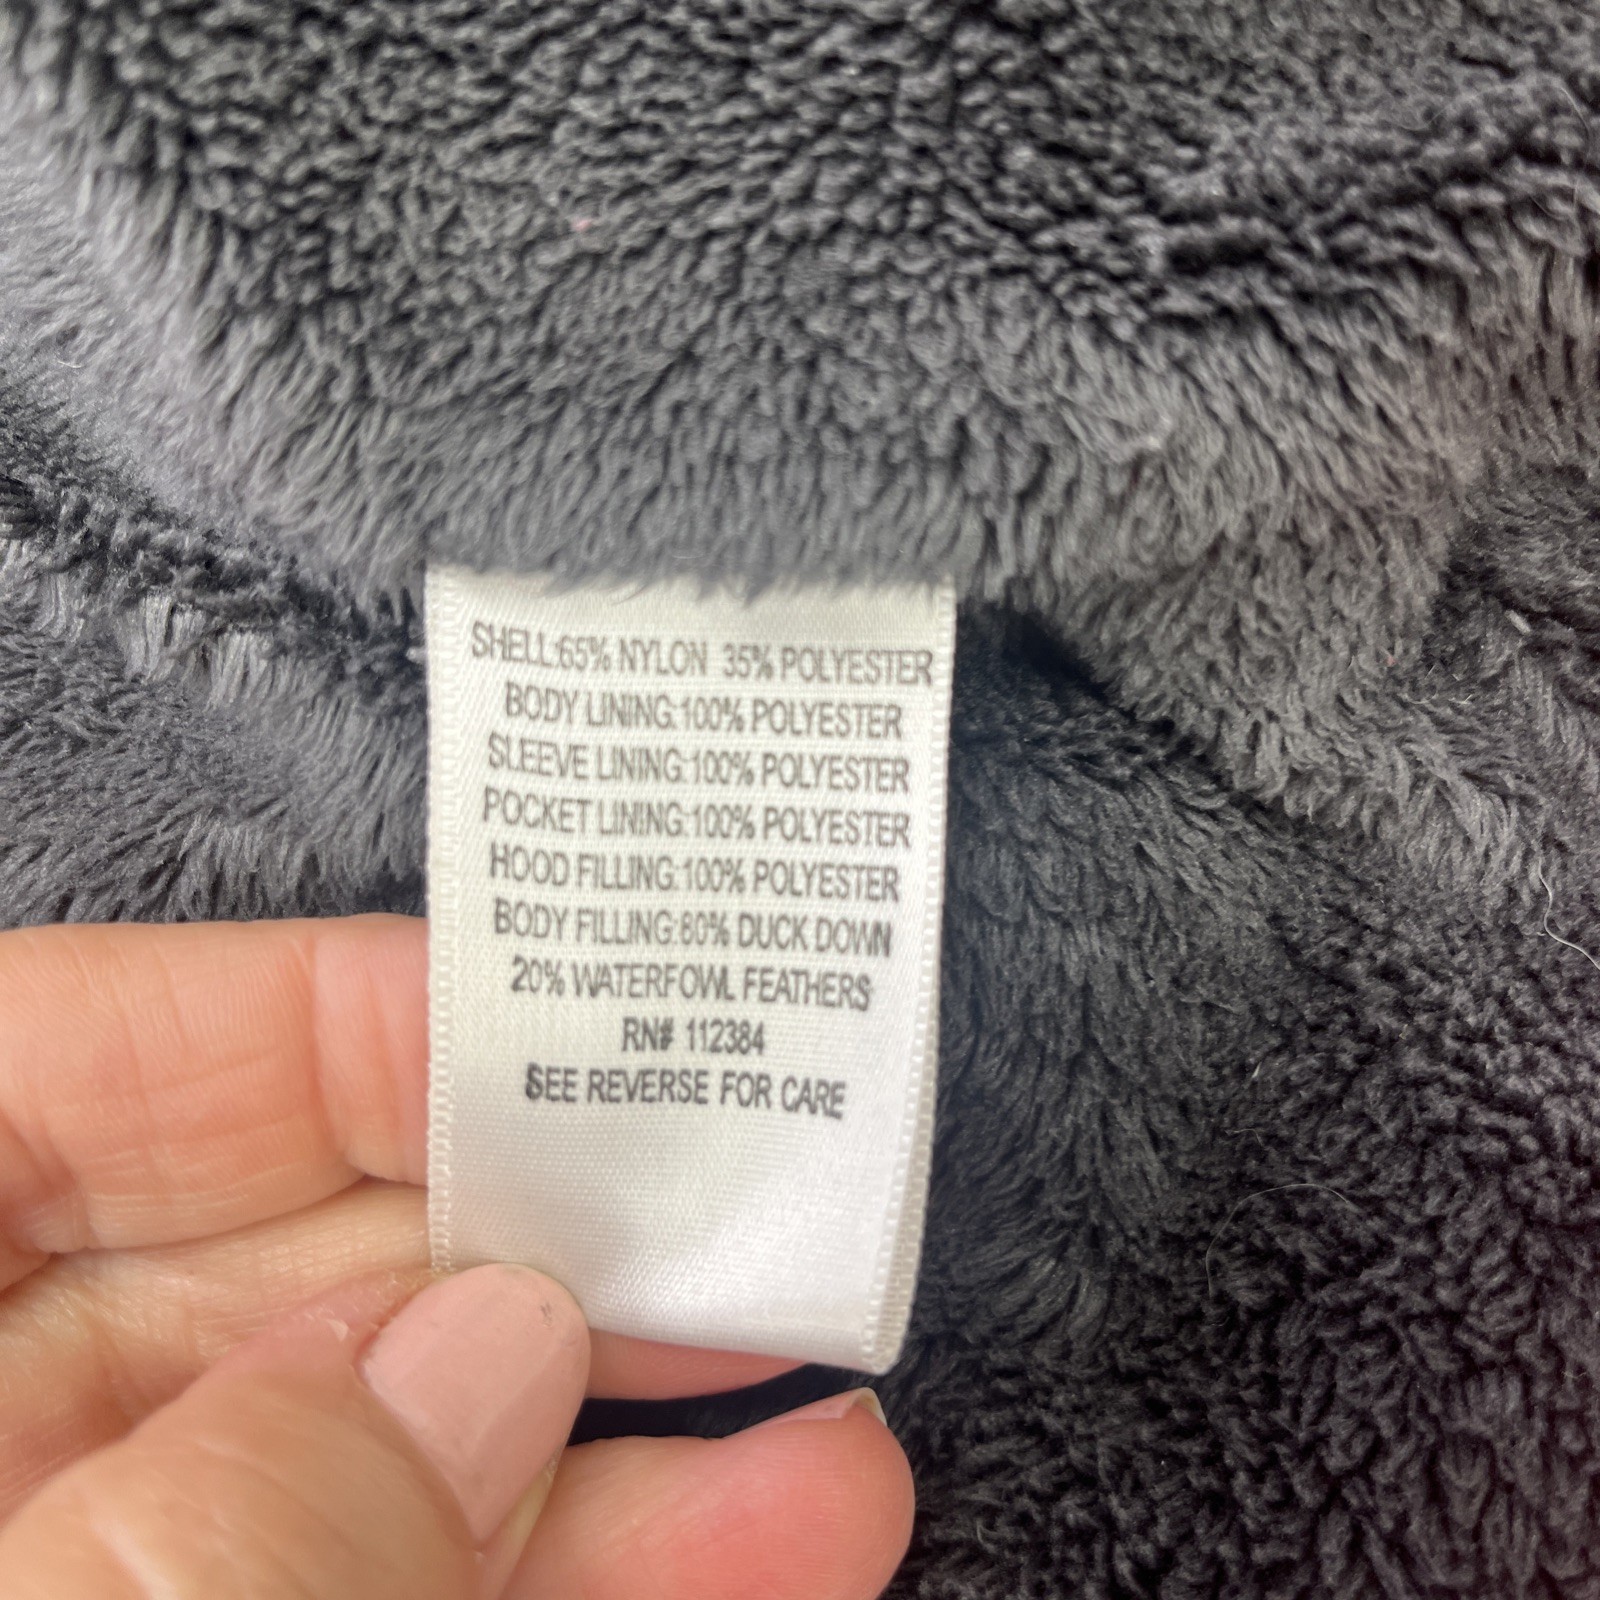 SHELL:65% NYLON 35% POLYESTER
BODY LINING:100% POLYESTER
SLEEVE LINING:100% POLYESTER
POCKET LINING:100% POLYESTER
HOOD FILLING:100% POLYESTER
BODY FILLING:80% DUCK DOWN
20% WATERFOWL FEATHERS
RN# 112384
SEE REVERSE FOR CARE